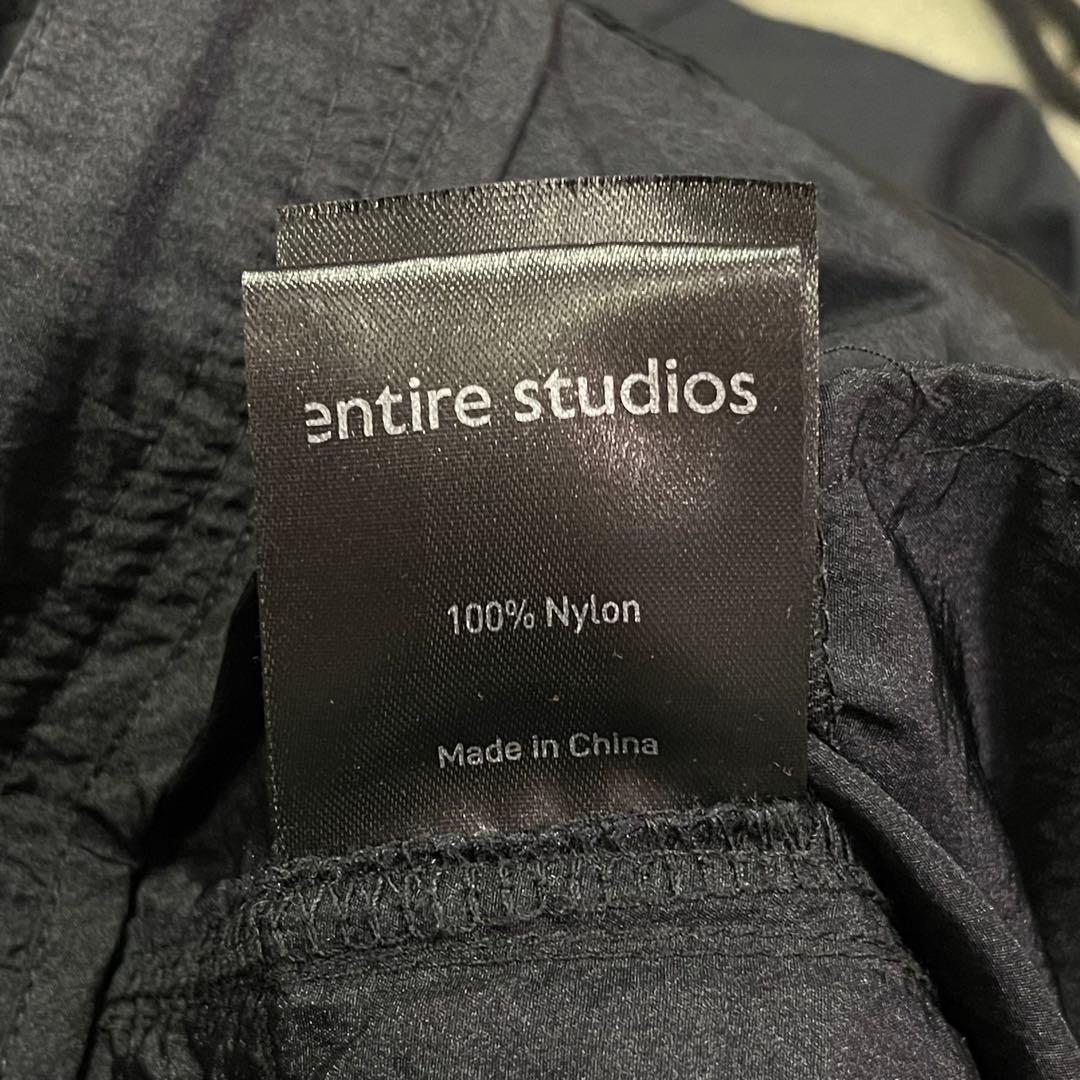 entire studios
100% Nylon
Made in China